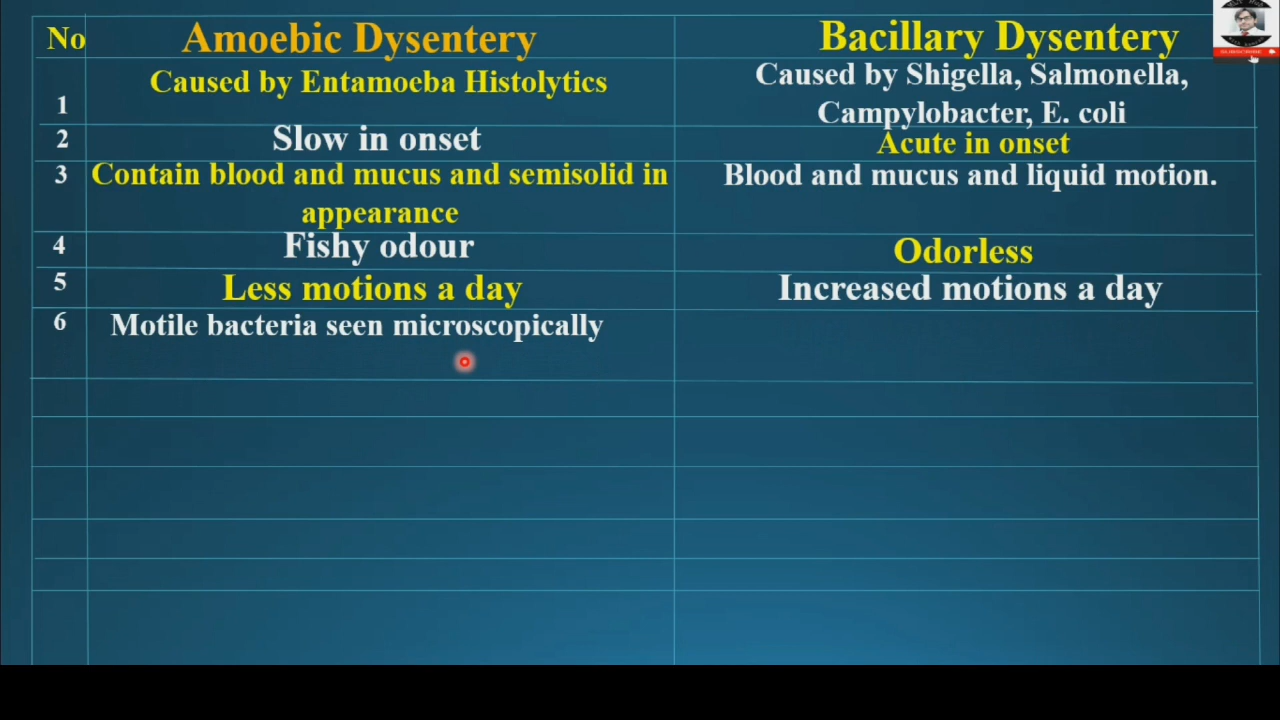 No Amoebic Dysentery Bacillary Dysentery
Caused by Entamoeba Histolytics
Caused by Shigella, Salmonella,
1
Campylobacter, E. coli
2 Slow in onset Acute in onset
3 Contain blood and mucus and semisolid in Blood and mucus and liquid motion.
appearance
4 Fishy odour Odorless
5 Less motions a day Increased motions a day
6 Motile bacteria seen microscopically